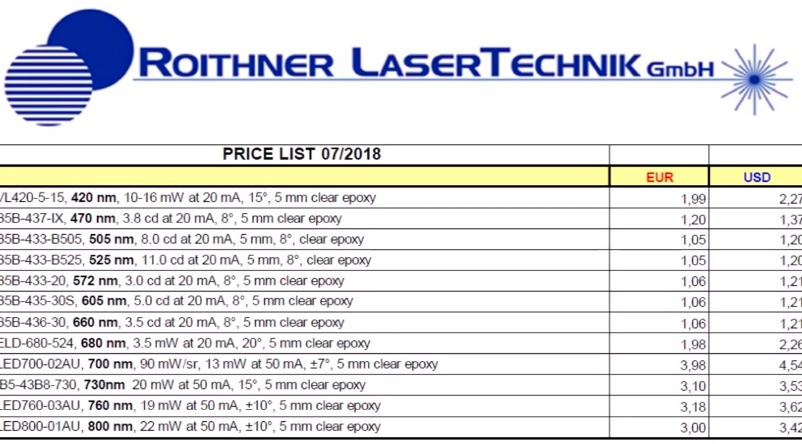 ROITHNER LASERTECHNIK GmbH
PRICE LIST 07/2018
EUR USD
/L420-5-15, 420 nm, 10-16 mW at 20 mA, 15°, 5 mm clear epoxy 1,99 2,27
35B-437-IX, 470 nm, 3.8 cd at 20 mA, 8°, 5 mm clear epoxy 1,20 1,37
35B-433-B505, 505 nm, 8.0 cd at 20 mA, 5 mm, 8°, clear epoxy 1,05 1,20
35B-433-B525, 525 nm, 11.0 cd at 20 mA, 5 mm, 8°, clear epoxy 1,05 1,20
35B-433-20, 572 nm, 3.0 cd at 20 mA, 8°, 5 mm clear epoxy 1,06 1,21
35B-435-30S, 605 nm, 5.0 cd at 20 mA, 8°, 5 mm clear epoxy 1,06 1,21
35B-436-30, 660 nm, 3.5 cd at 20 mA, 8°, 5 mm clear epoxy 1,06 1,21
ELD-680-524, 680 nm, 3.5 mW at 20 mA, 20°, 5 mm clear epoxy 1,98 2,26
LED700-02AU, 700 nm, 90 mW/sr, 13 mW at 50 mA, ±7°, 5 mm clear epoxy 3,98 4,54
B5-43B8-730, 730nm 20 mW at 50 mA, 15°, 5 mm clear epoxy 3,10 3,53
LED760-03AU, 760 nm, 19 mW at 50 mA, ±10°, 5 mm clear epoxy 3,18 3,62
LED800-01AU, 800 nm, 22 mW at 50 mA, ±10°, 5 mm clear epoxy 3,00 3,42